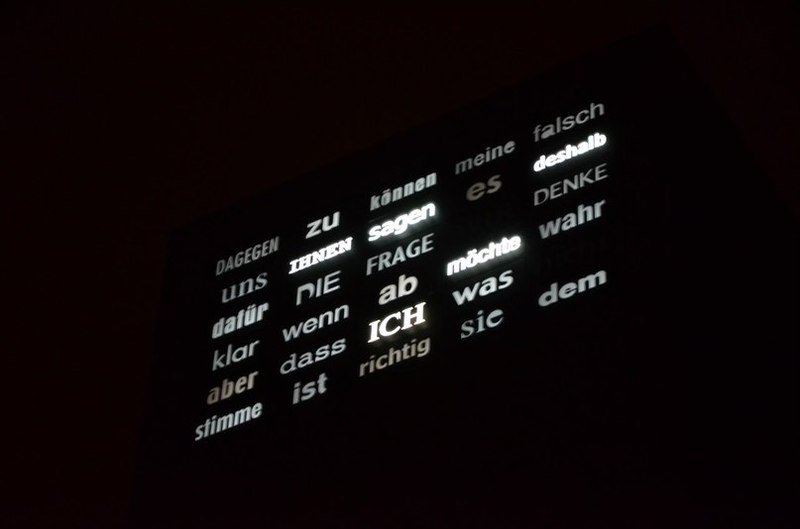 DAGEGEN zu können meine falsch
uns IHNEN sagen es deshalb
dafür DIE FRAGE DENKE
klar wenn ab möchte wahr
aber dass ICH was
stimme ist richtig sie dem